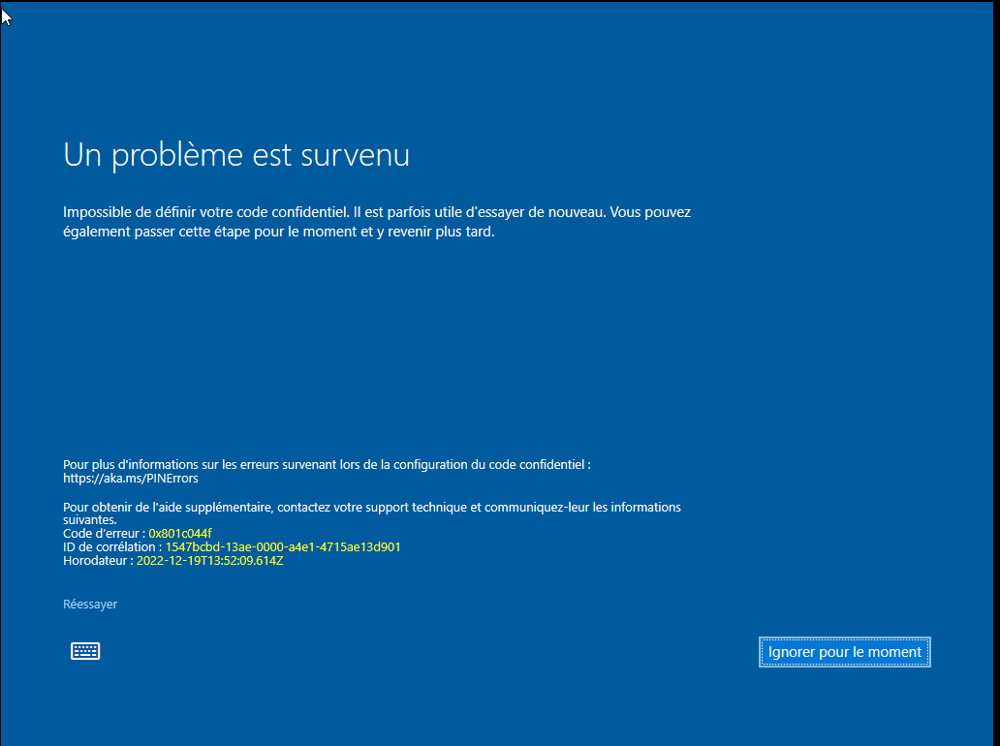 Un problème est survenu
Impossible de définir votre code confidentiel. Il est parfois utile d'essayer de nouveau. Vous pouvez
également passer cette étape pour le moment et y revenir plus tard.
Pour plus d'informations sur les erreurs survenant lors de la configuration du code confidentiel :
https://aka.ms/PINErrors
Pour obtenir de l'aide supplémentaire, contactez votre support technique et communiquez-leur les informations
suivantes.
Code d'erreur : 0x801c044f
ID de corrélation : 1547bcbd-13ae-0000-a4e1-4715ae13d901
Horodateur : 2022-12-19T13:52:09.614Z
Réessayer
Ignorer pour le moment